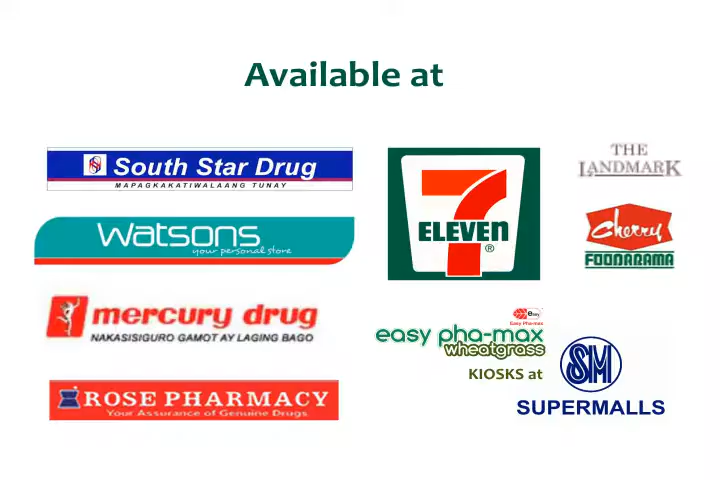 Available at
South Star Drug
MAPAGKAKATIWALAANG TUNAY
watsons
your personal store
mercury drug
NAKASISIGURO GAMOT AY LAGING BAGO
ROSE PHARMACY
Your Assurance of Genuine Drugs
7
ELEVEn
®
THE
LANDMARK
Cherry
FOODARAMA
Easy Pha-max
easy pha-max
wheatgrass
KIOSKS at
SM
SUPERMALLS